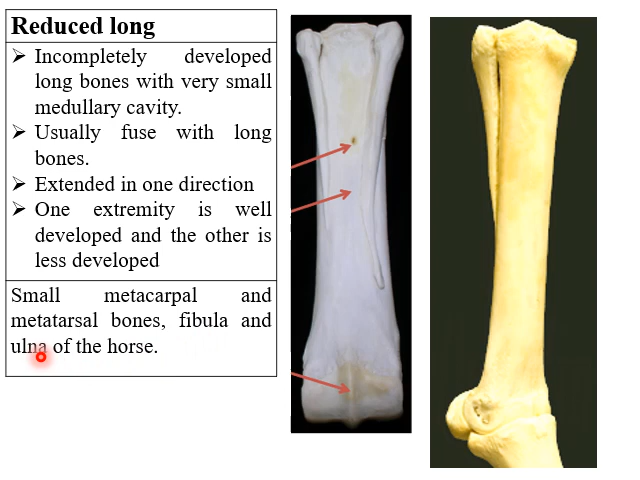 Reduced long
➢ Incompletely developed
long bones with very small
medullary cavity.
➢ Usually fuse with long
bones.
➢ Extended in one direction
➢ One extremity is well
developed and the other is
less developed
Small metacarpal and
metatarsal bones, fibula and
ulna of the horse.